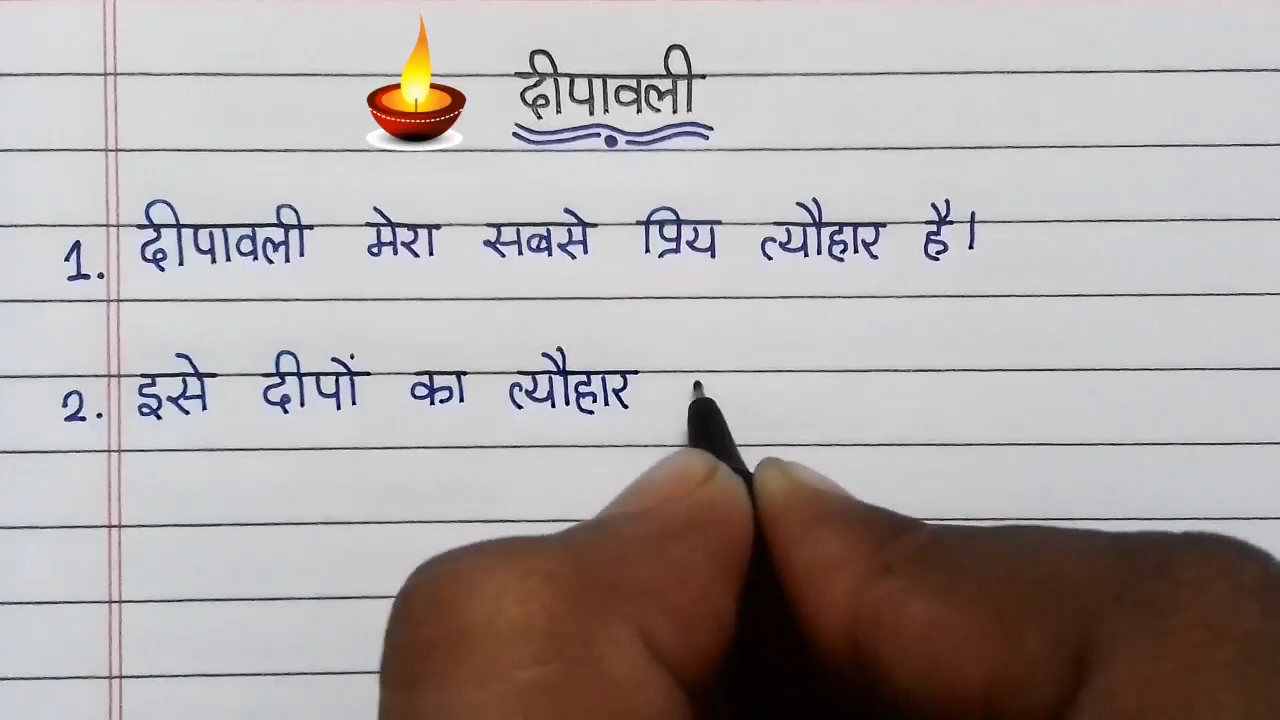 दीपावली
1. दीपावली मेरा सबसे प्रिय त्यौहार है।
2. इसे दीपों का त्यौहार